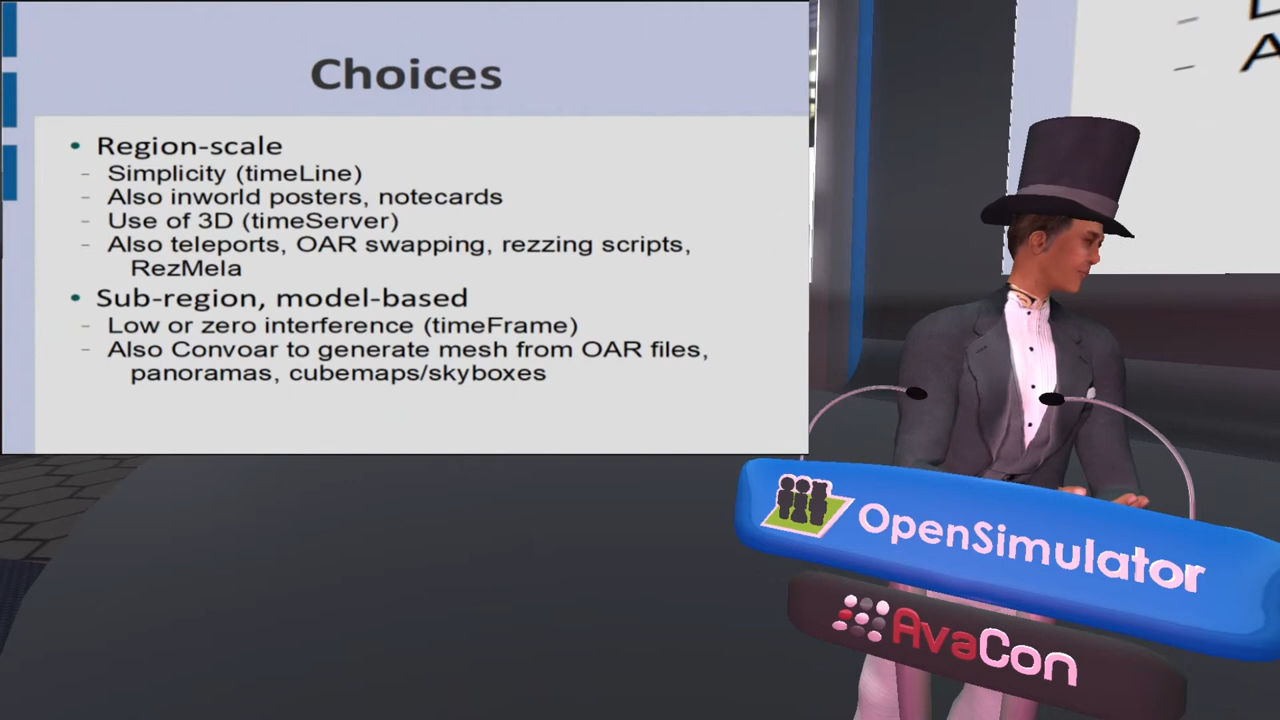 Choices
• Region-scale
– Simplicity (timeLine)
– Also inworld posters, notecards
– Use of 3D (timeServer)
– Also teleports, OAR swapping, rezzing scripts,
RezMela
• Sub-region, model-based
– Low or zero interference (timeFrame)
– Also Convoar to generate mesh from OAR files,
panoramas, cubemaps/skyboxes
OpenSimulator
AvaCon